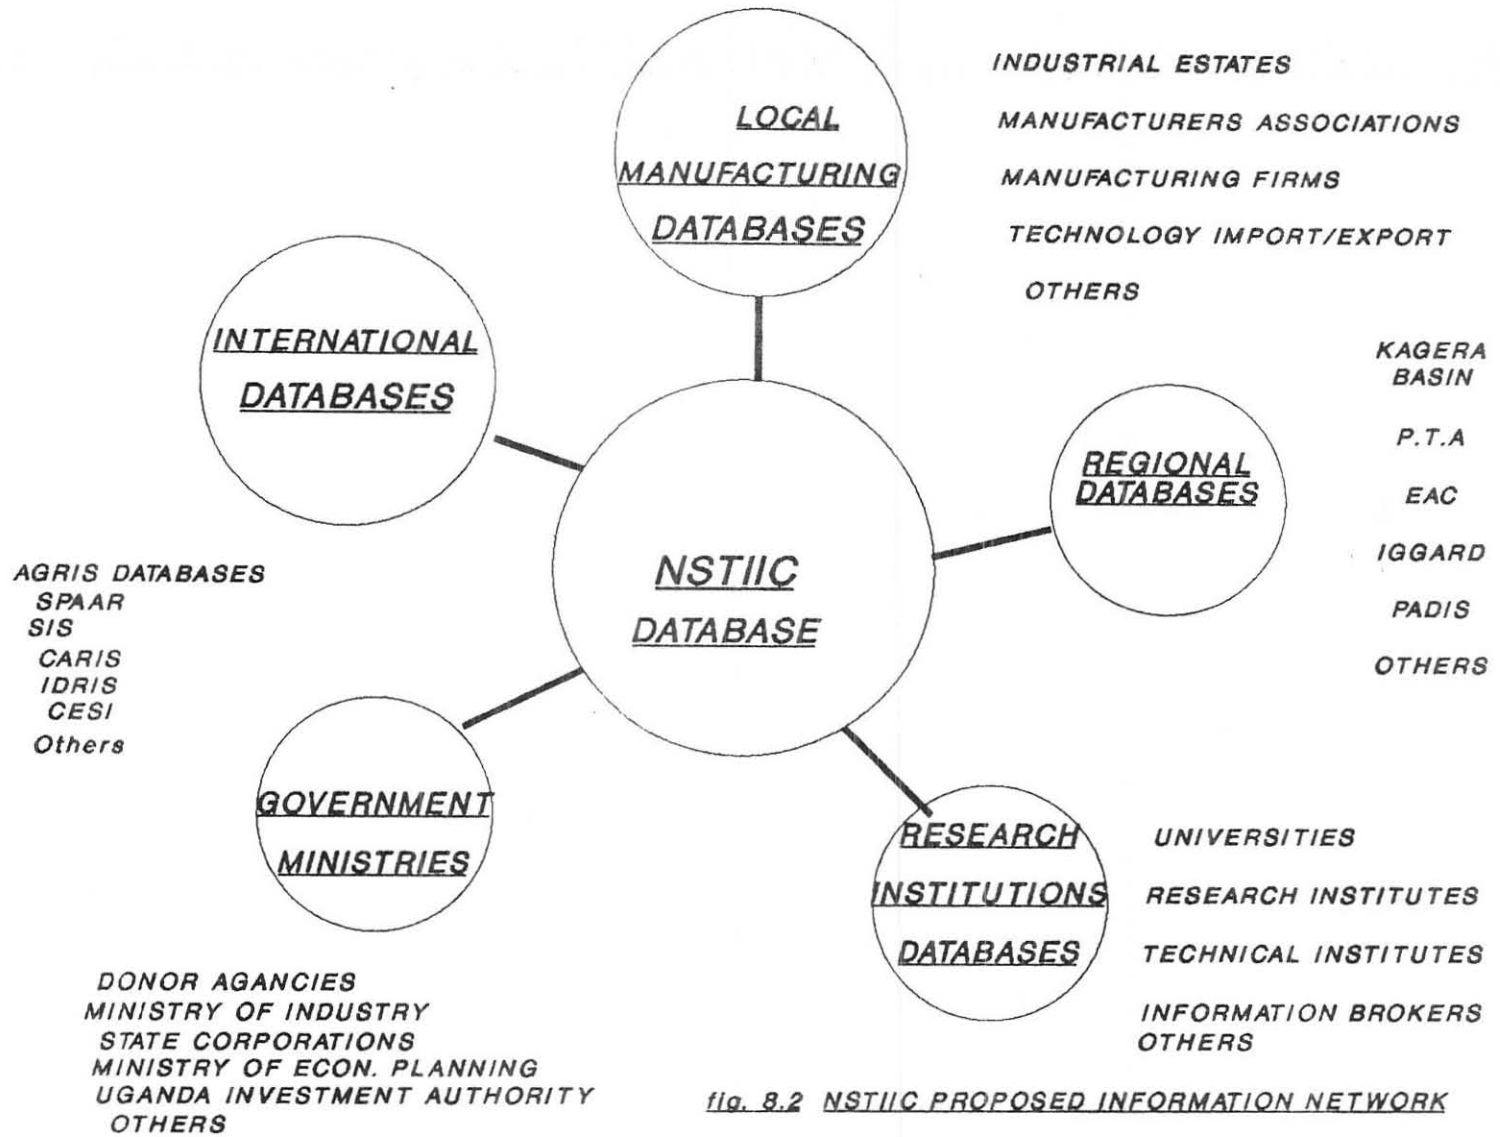 LOCAL
MANUFACTURING
DATABASES
INDUSTRIAL ESTATES
MANUFACTURERS ASSOCIATIONS
MANUFACTURING FIRMS
TECHNOLOGY IMPORT/EXPORT
OTHERS
INTERNATIONAL
DATABASES
AGRIS DATABASES
SPAAR
SIS
CARIS
IDRIS
CESI
Others
NSTIIC
DATABASE
REGIONAL
DATABASES
KAGERA
BASIN
P.T.A
EAC
IGGARD
PADIS
OTHERS
GOVERNMENT
MINISTRIES
DONOR AGANCIES
MINISTRY OF INDUSTRY
STATE CORPORATIONS
MINISTRY OF ECON. PLANNING
UGANDA INVESTMENT AUTHORITY
OTHERS
RESEARCH
INSTITUTIONS
DATABASES
UNIVERSITIES
RESEARCH INSTITUTES
TECHNICAL INSTITUTES
INFORMATION BROKERS
OTHERS
fig. 8.2 NSTIIC PROPOSED INFORMATION NETWORK